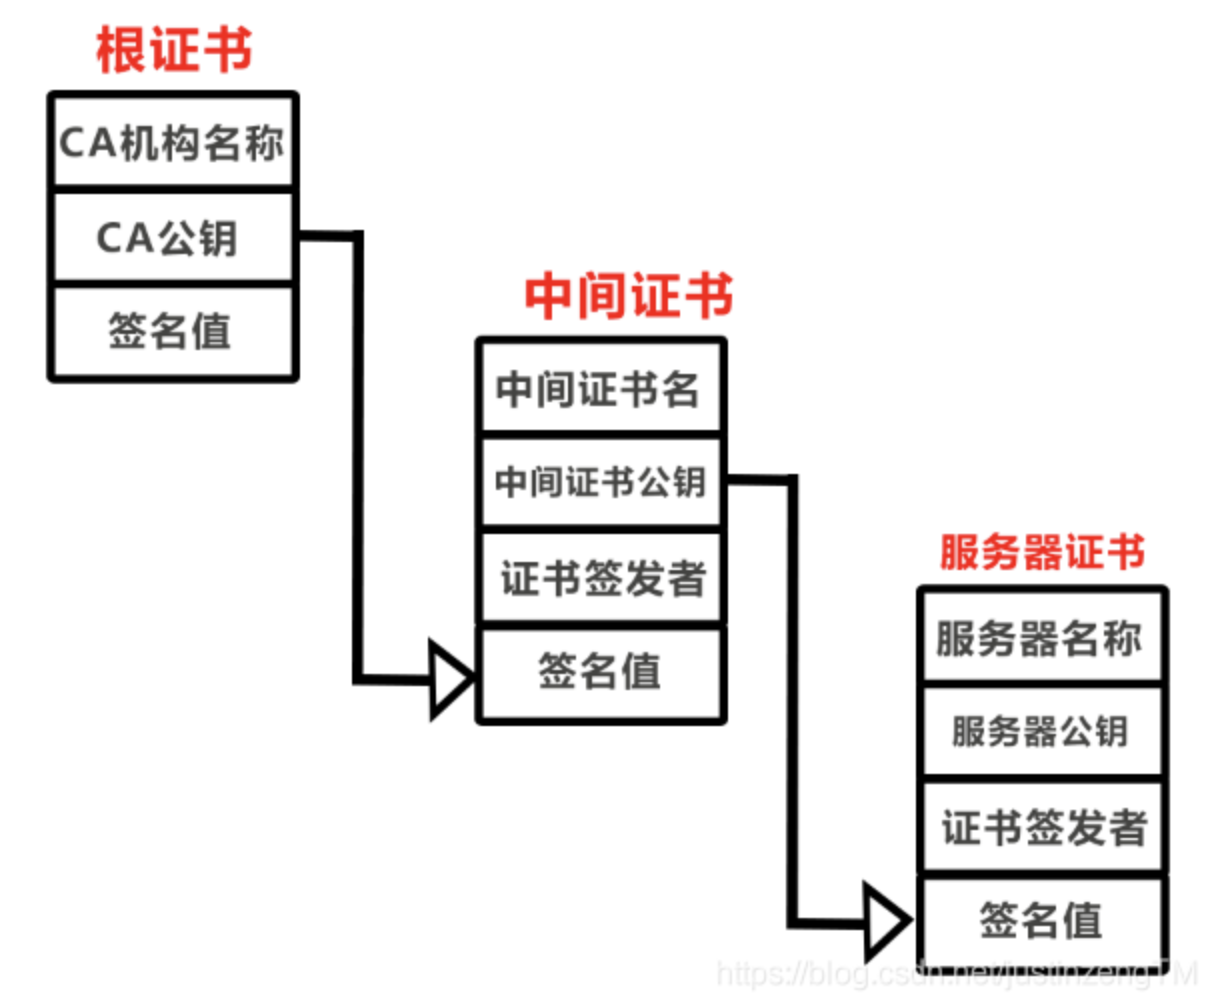 根证书
CA机构名称
CA公钥
签名值
中间证书
中间证书名
中间证书公钥
证书签发者
签名值
服务器证书
服务器名称
服务器公钥
证书签发者
签名值
https://blog.csdn.net/justinzengTM